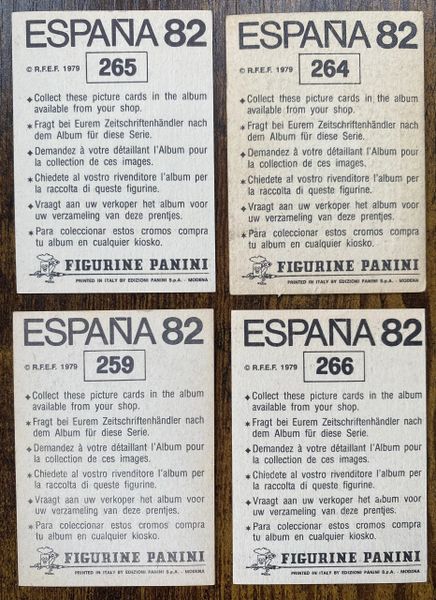 ESPAÑA 82
© R.F.E.F. 1979 265
✦ Collect these picture cards in the album
available from your shop.
✶ Fragt bei Eurem Zeitschriftenhändler nach
dem Album für diese Serie.
✦ Demandez à votre détaillant l'Album pour
la collection de ces images.
✶ Chiedete al vostro rivenditore l'album per
la raccolta di queste figurine.
✦ Vraagt aan uw verkoper het album voor
uw verzameling van deze prentjes.
✶ Para coleccionar estos cromos compra
tu album en cualquier kiosko.
FIGURINE PANINI
PRINTED IN ITALY BY EDIZIONI PANINI S.p.A. - MODENA
ESPAÑA 82
© R.F.E.F. 1979 264
✦ Collect these picture cards in the album
available from your shop.
✶ Fragt bei Eurem Zeitschriftenhändler nach
dem Album für diese Serie.
✦ Demandez à votre détaillant l'Album pour
la collection de ces images.
✶ Chiedete al vostro rivenditore l'album per
la raccolta di queste figurine.
✦ Vraagt aan uw verkoper het album voor
uw verzameling van deze prentjes.
✶ Para coleccionar estos cromos compra
tu album en cualquier kiosko.
FIGURINE PANINI
PRINTED IN ITALY BY EDIZIONI PANINI S.p.A. - MODENA
ESPAÑA 82
© R.F.E.F. 1979 259
✦ Collect these picture cards in the album
available from your shop.
✶ Fragt bei Eurem Zeitschriftenhändler nach
dem Album für diese Serie.
✦ Demandez à votre détaillant l'Album pour
la collection de ces images.
✶ Chiedete al vostro rivenditore l'album per
la raccolta di queste figurine.
✦ Vraagt aan uw verkoper het album voor
uw verzameling van deze prentjes.
✶ Para coleccionar estos cromos compra
tu album en cualquier kiosko.
FIGURINE PANINI
PRINTED IN ITALY BY EDIZIONI PANINI S.p.A. - MODENA
ESPAÑA 82
© R.F.E.F. 1979 266
✦ Collect these picture cards in the album
available from your shop.
✶ Fragt bei Eurem Zeitschriftenhändler nach
dem Album für diese Serie.
✦ Demandez à votre détaillant l'Album pour
la collection de ces images.
✶ Chiedete al vostro rivenditore l'album per
la raccolta di queste figurine.
✦ Vraagt aan uw verkoper het album voor
uw verzameling van deze prentjes.
✶ Para coleccionar estos cromos compra
tu album en cualquier kiosko.
FIGURINE PANINI
PRINTED IN ITALY BY EDIZIONI PANINI S.p.A. - MODENA